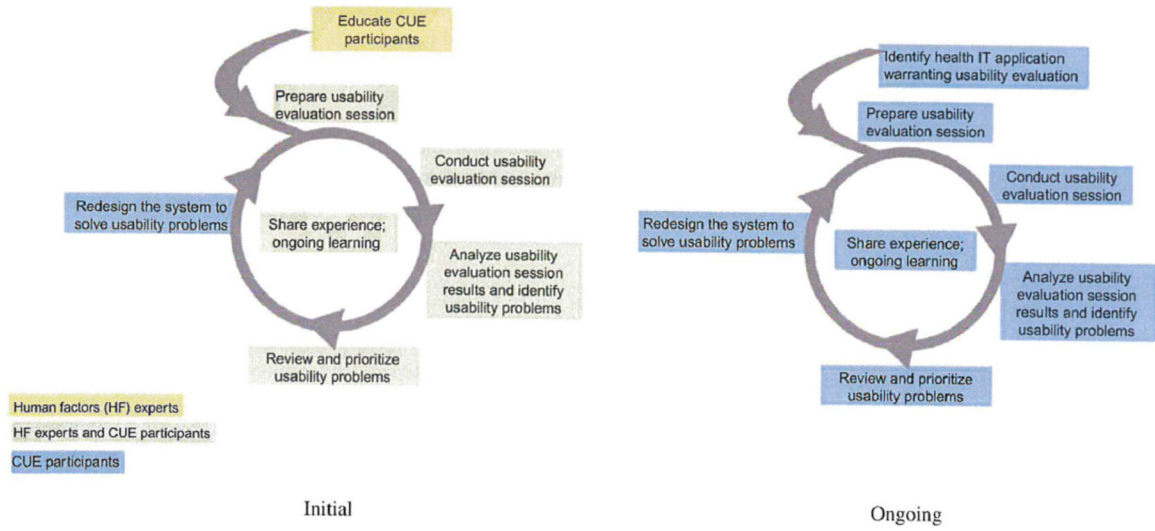 Educate CUE
participants
Prepare usability
evaluation session
Conduct usability
evaluation session
Redesign the system to
solve usability problems
Share experience;
ongoing learning
Analyze usability
evaluation session
results and identify
usability problems
Review and prioritize
usability problems
Human factors (HF) experts
HF experts and CUE participants
CUE participants
Initial
Identify health IT application
warranting usability evaluation
Prepare usability
evaluation session
Conduct usability
evaluation session
Redesign the system to
solve usability problems
Share experience;
ongoing learning
Analyze usability
evaluation session
results and identify
usability problems
Review and prioritize
usability problems
Ongoing